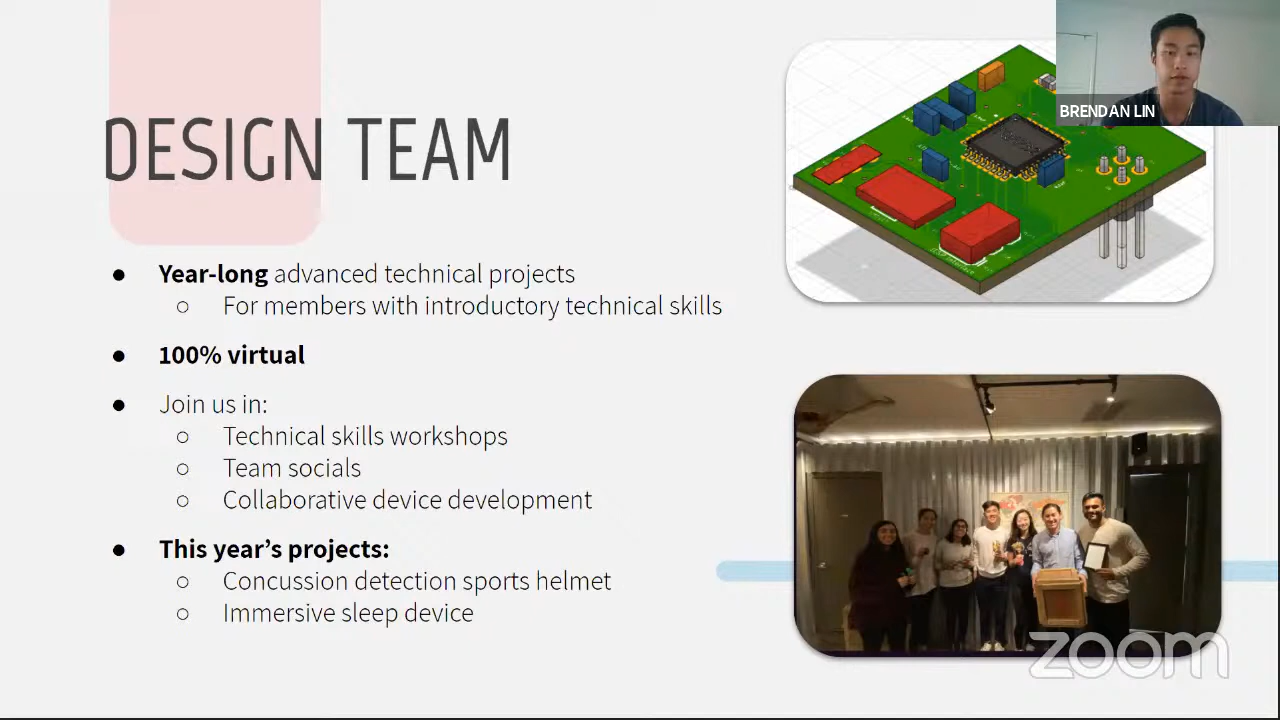 BRENDAN LIN
DESIGN TEAM
● Year-long advanced technical projects
○ For members with introductory technical skills
● 100% virtual
● Join us in:
○ Technical skills workshops
○ Team socials
○ Collaborative device development
● This year's projects:
○ Concussion detection sports helmet
○ Immersive sleep device
zoom